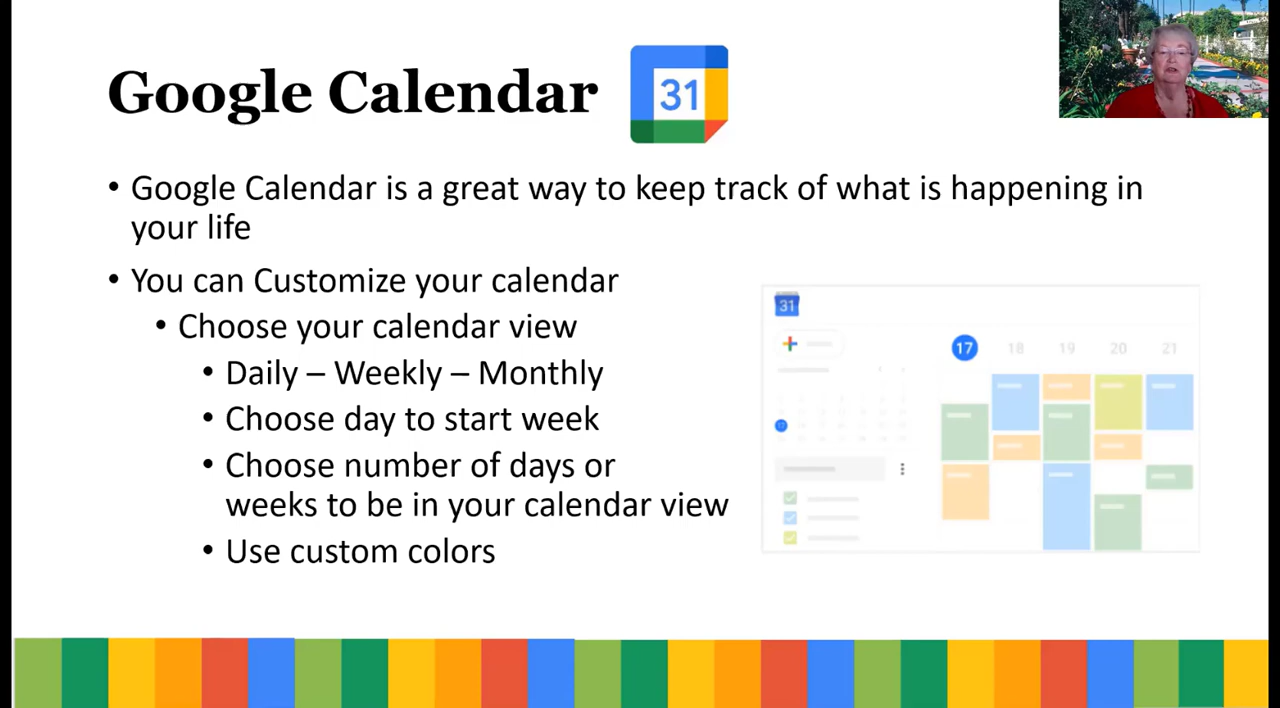 Google Calendar
31
• Google Calendar is a great way to keep track of what is happening in
your life
• You can Customize your calendar
• Choose your calendar view
• Daily – Weekly – Monthly
• Choose day to start week
• Choose number of days or
weeks to be in your calendar view
• Use custom colors
31
17 18 19 20 21